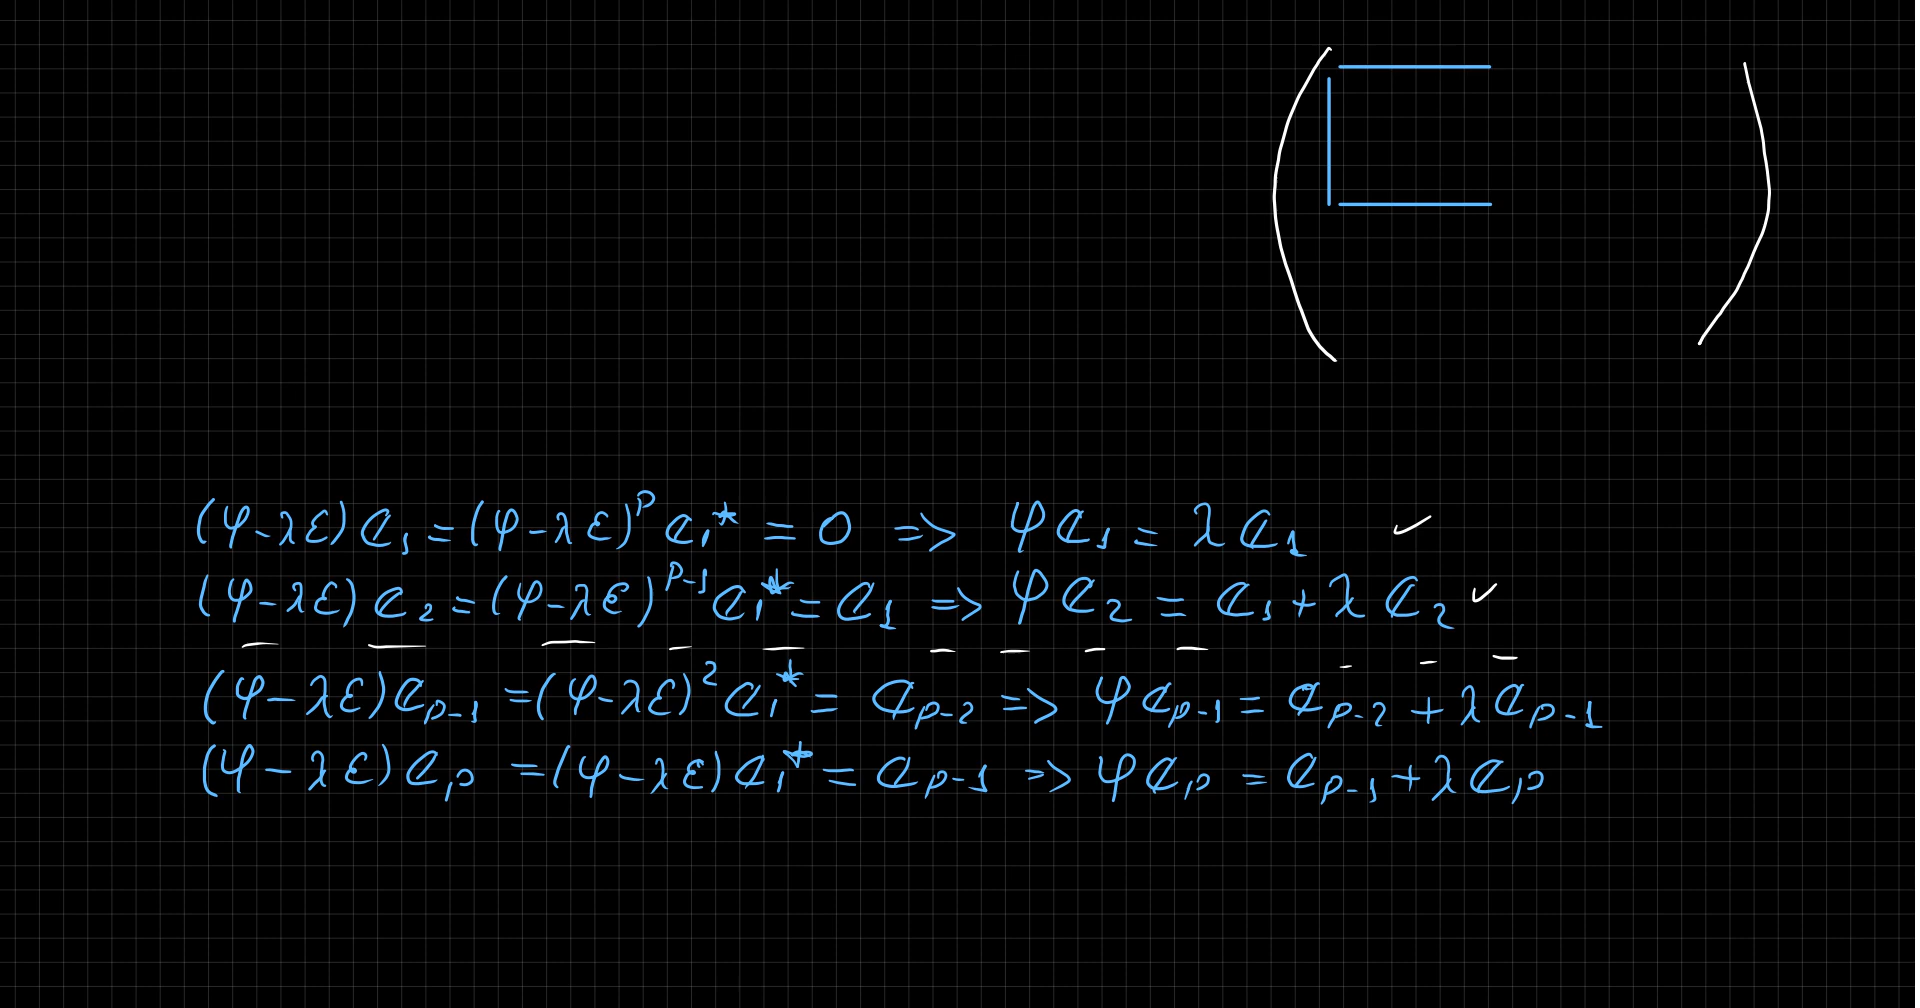 (φ-λε)e₁=(φ-λε)ᵖe₁* = 0 => φe₁ = λe₁ ✓
(φ-λε)e₂=(φ-λε)ᵖ⁻¹e₁*=e₁ => φe₂ = e₁+λe₂ ✓
(φ-λε)eₚ₋₁=(φ-λε)²e₁*=eₚ₋₂ => φeₚ₋₁=eₚ₋₂+λeₚ₋₁
(φ-λε)eₚ=(φ-λε)e₁*=eₚ₋₁ => φeₚ=eₚ₋₁+λeₚ